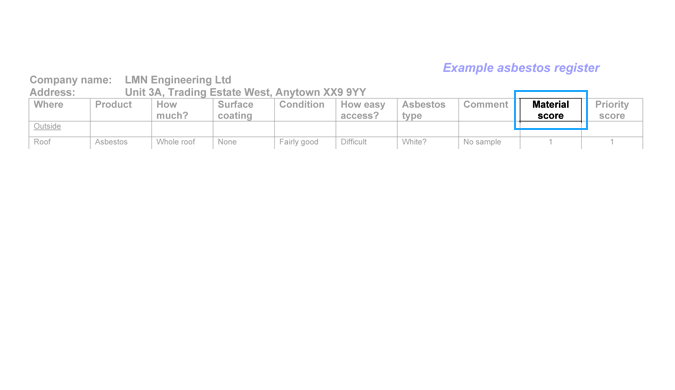 Example asbestos register
Company name: LMN Engineering Ltd
Address: Unit 3A, Trading Estate West, Anytown XX9 9YY
Where Product How much? Surface coating Condition How easy access? Asbestos type Comment Material score Priority score
Outside
Roof Asbestos Whole roof None Fairly good Difficult White? No sample 1 1